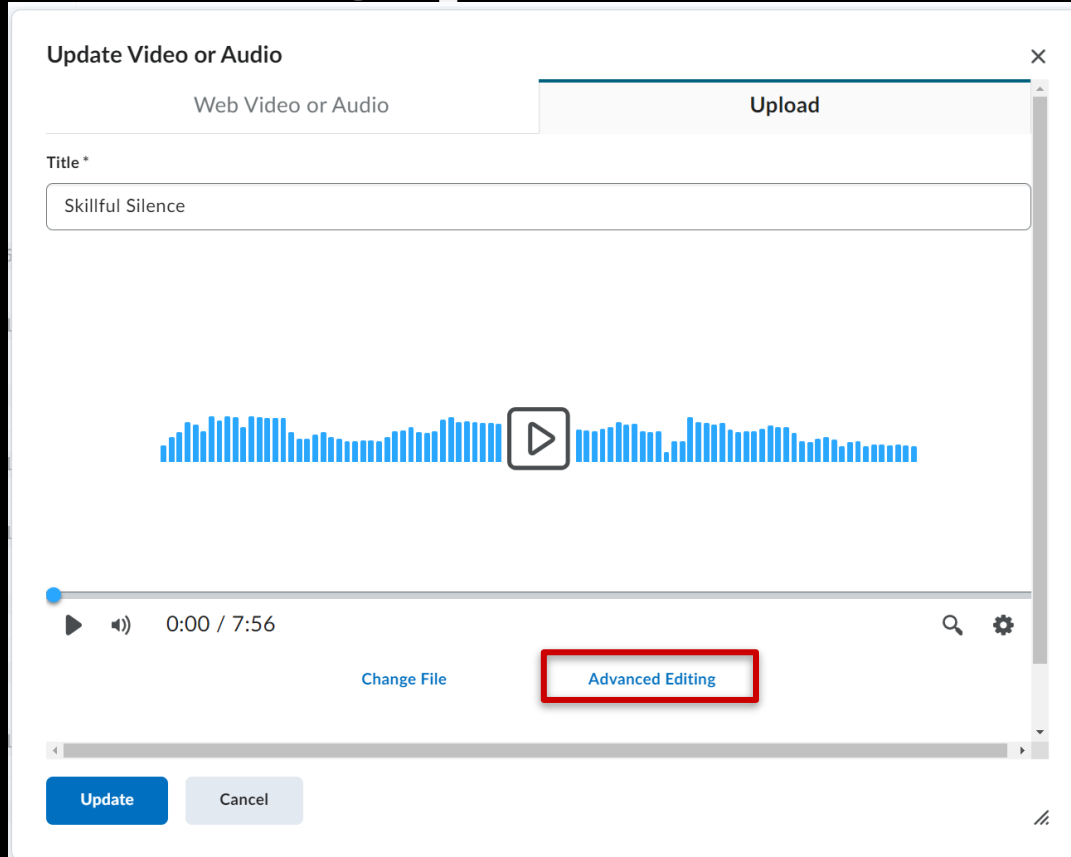 Update Video or Audio
Web Video or Audio
Upload
Title *
Skillful Silence
0:00 / 7:56
Change File
Advanced Editing
Update
Cancel